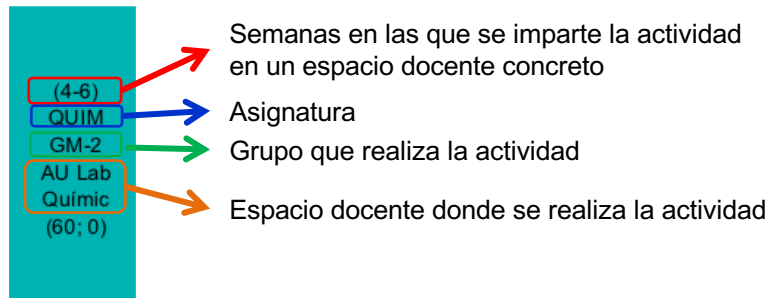 (4-6)
QUIM
GM-2
AU Lab
Químic
(60; 0)
Semanas en las que se imparte la actividad
en un espacio docente concreto
Asignatura
Grupo que realiza la actividad
Espacio docente donde se realiza la actividad